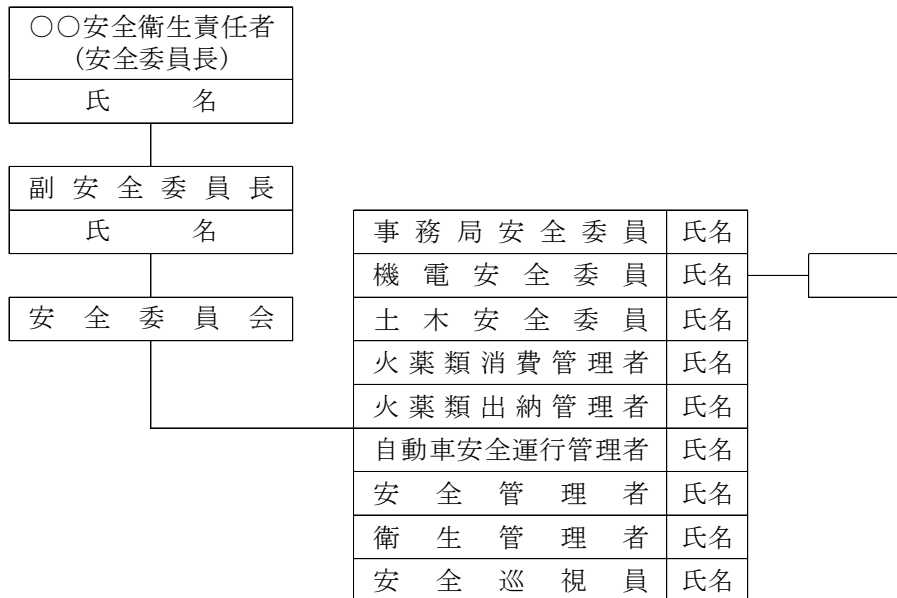 ○○安全衛生責任者
(安全委員長)
氏 名
副安全委員長
氏 名
安全委員会
事務局安全委員 氏名
機電安全委員 氏名
土木安全委員 氏名
火薬類消費管理者 氏名
火薬類出納管理者 氏名
自動車安全運行管理者 氏名
安全管理者 氏名
衛生管理者 氏名
安全巡視員 氏名